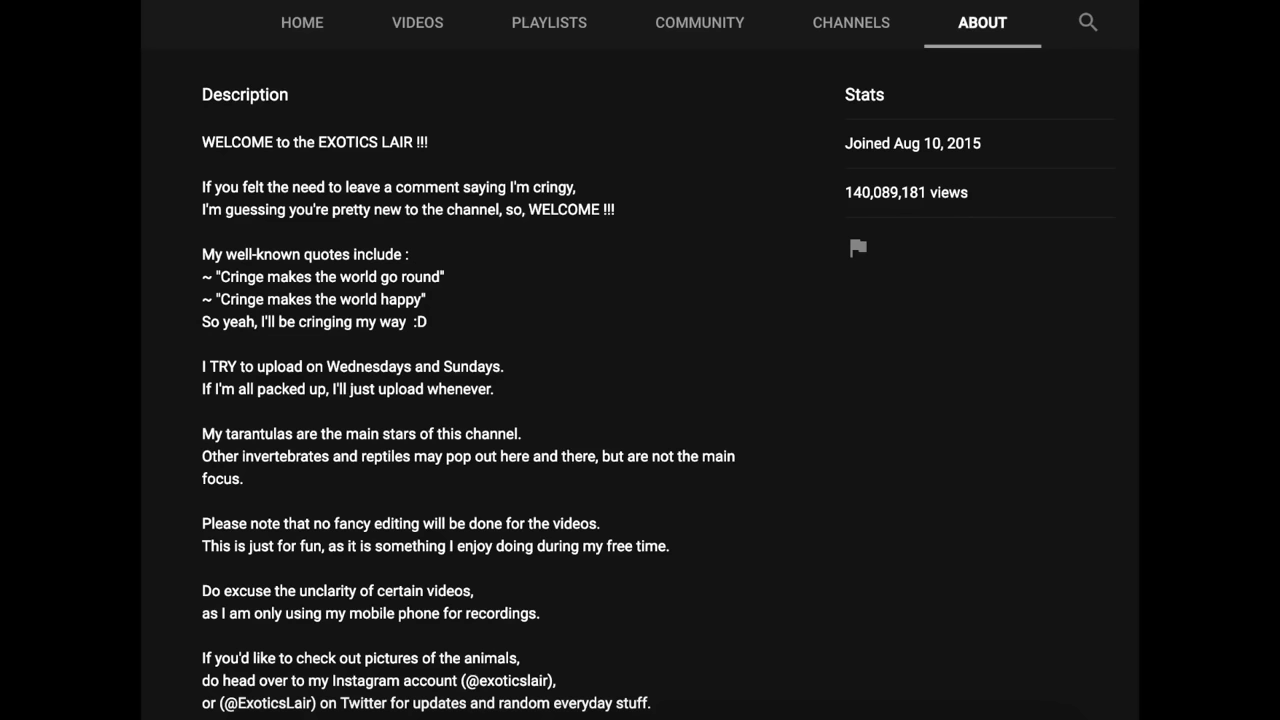 HOME VIDEOS PLAYLISTS COMMUNITY CHANNELS ABOUT
Description
WELCOME to the EXOTICS LAIR !!!
If you felt the need to leave a comment saying I'm cringy,
I'm guessing you're pretty new to the channel, so, WELCOME !!!
My well-known quotes include :
~ "Cringe makes the world go round"
~ "Cringe makes the world happy"
So yeah, I'll be cringing my way :D
I TRY to upload on Wednesdays and Sundays.
If I'm all packed up, I'll just upload whenever.
My tarantulas are the main stars of this channel.
Other invertebrates and reptiles may pop out here and there, but are not the main
focus.
Please note that no fancy editing will be done for the videos.
This is just for fun, as it is something I enjoy doing during my free time.
Do excuse the unclarity of certain videos,
as I am only using my mobile phone for recordings.
If you'd like to check out pictures of the animals,
do head over to my Instagram account (@exoticslair),
or (@ExoticsLair) on Twitter for updates and random everyday stuff.
Stats
Joined Aug 10, 2015
140,089,181 views